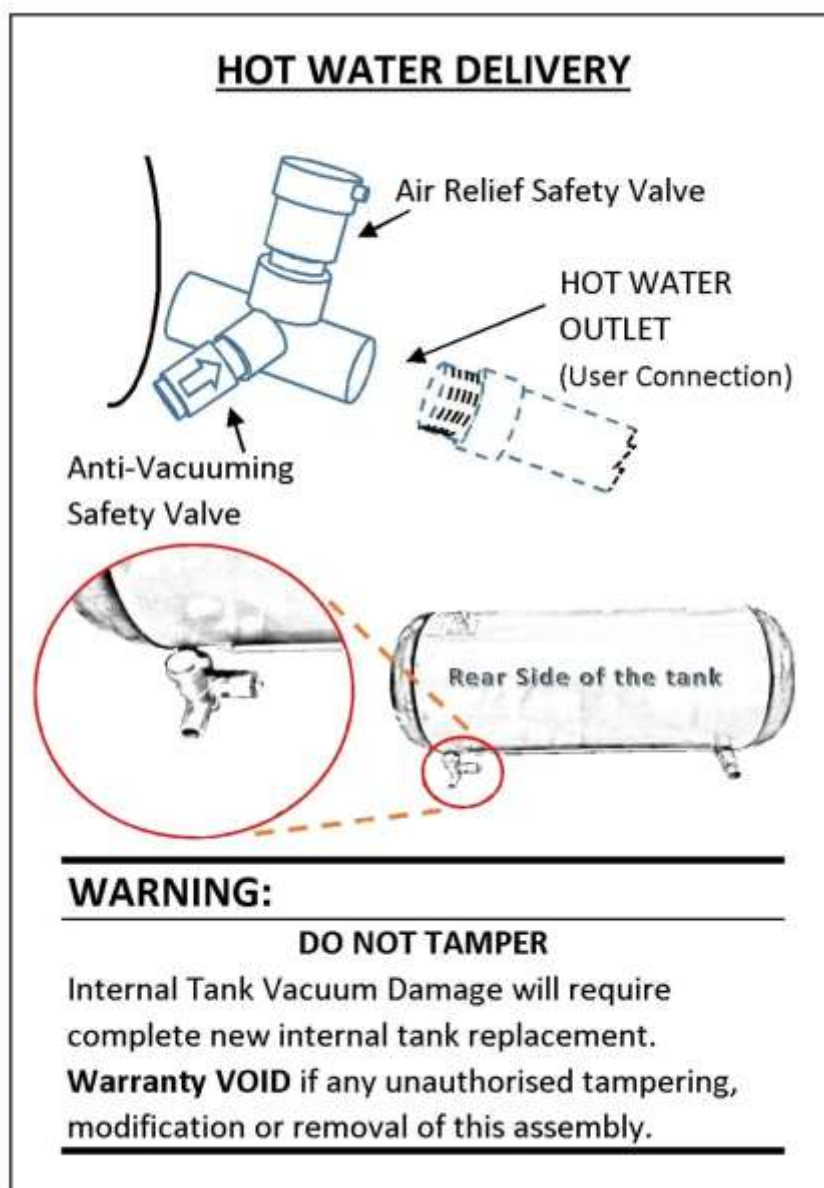 HOT WATER DELIVERY
Air Relief Safety Valve
HOT WATER
OUTLET
(User Connection)
Anti-Vacuuming
Safety Valve
Rear Side of the tank
WARNING:
DO NOT TAMPER
Internal Tank Vacuum Damage will require
complete new internal tank replacement.
Warranty VOID if any unauthorised tampering,
modification or removal of this assembly.